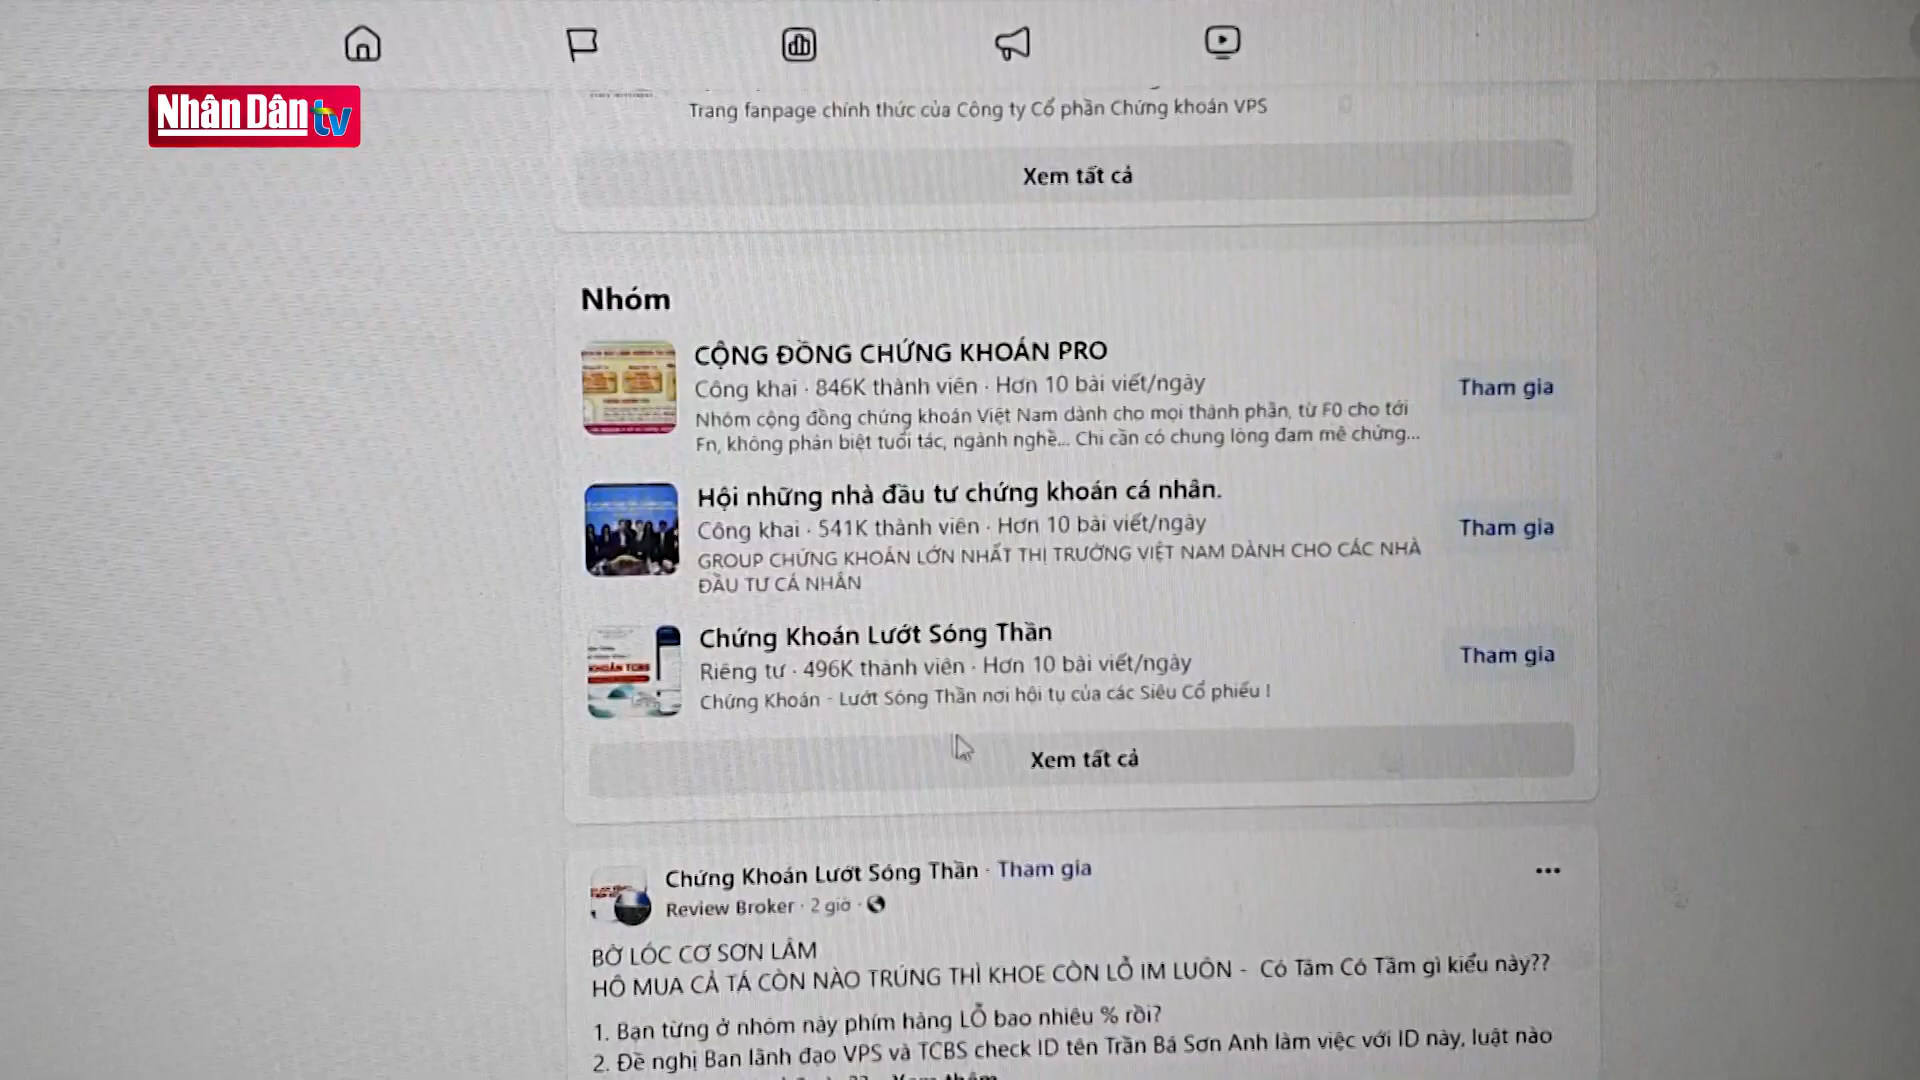 Nhân Dân tv
Trang fanpage chính thức của Công ty Cổ phần Chứng khoán VPS
Xem tất cả
Nhóm
CỘNG ĐỒNG CHỨNG KHOÁN PRO
Công khai · 846K thành viên · Hơn 10 bài viết/ngày
Tham gia
Nhóm cộng đồng chứng khoán Việt Nam dành cho mọi thành phần, từ F0 cho tới
Fn, không phân biệt tuổi tác, ngành nghề... Chỉ cần có chung lòng đam mê chứng...
Hội những nhà đầu tư chứng khoán cá nhân.
Công khai · 541K thành viên · Hơn 10 bài viết/ngày
Tham gia
GROUP CHỨNG KHOÁN LỚN NHẤT THỊ TRƯỜNG VIỆT NAM DÀNH CHO CÁC NHÀ
ĐẦU TƯ CÁ NHÂN
KHOÁN TCBS
Chứng Khoán Lướt Sóng Thần
Riêng tư · 496K thành viên · Hơn 10 bài viết/ngày
Tham gia
Chứng Khoán - Lướt Sóng Thần nơi hội tụ của các Siêu Cổ phiếu !
Xem tất cả
Chứng Khoán Lướt Sóng Thần · Tham gia
Review Broker · 2 giờ ·
BỜ LÓC CƠ SƠN LÂM
HÔ MUA CẢ TÁ CÒN NÀO TRÚNG THÌ KHOE CÒN LỖ IM LUÔN - Có Tâm Có Tầm gì kiểu này??
1. Bạn từng ở nhóm này phím hàng LỖ bao nhiêu % rồi?
2. Đề nghị Ban lãnh đạo VPS và TCBS check ID tên Trần Bá Sơn Anh làm việc với ID này, luật nào
Xem thêm